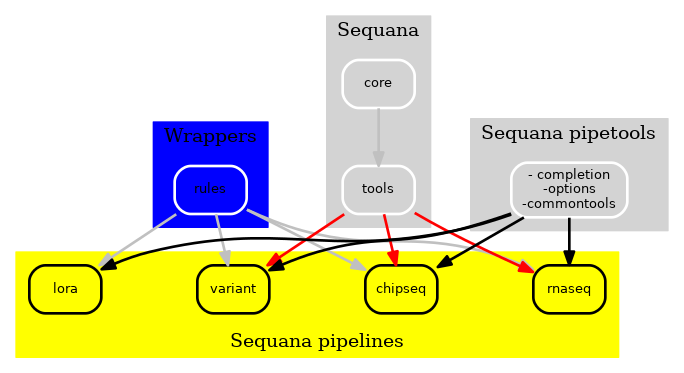 Sequana
core
Wrappers
Sequana pipetools
rules
tools
- completion
-options
-commontools
lora
variant
chipseq
rnaseq
Sequana pipelines